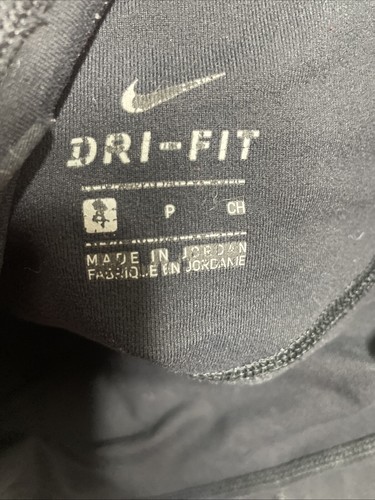 DRI-FIT
S P CH
MADE IN JORDAN
FABRIQUE EN JORDANIE